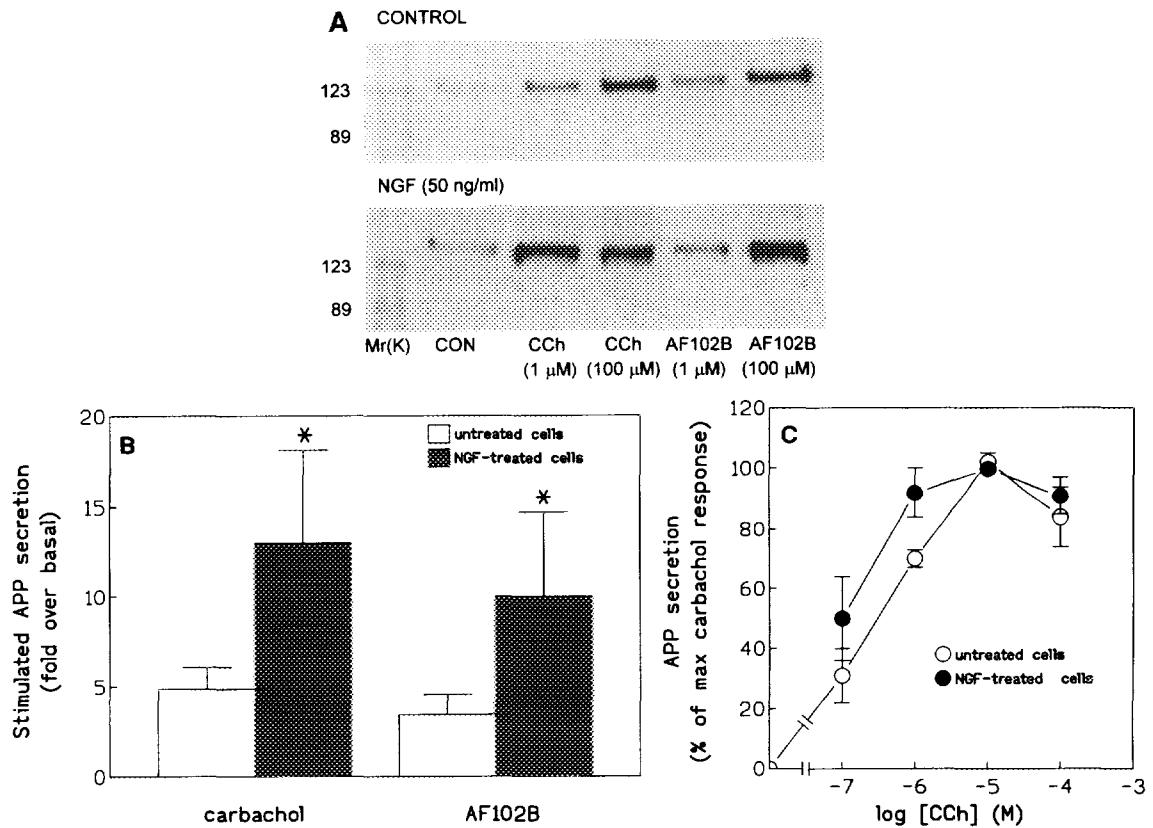 A CONTROL
123
89
NGF (50 ng/ml)
123
89
Mr(K) CON CCh CCh AF102B AF102B
(1 μM) (100 μM) (1 μM) (100 μM)
B
20
15
10
5
0
Stimulated APP secretion
(fold over basal)
* *
untreated cells
NGF-treated cells
carbachol AF102B
C
120
100
80
60
40
20
0
APP secretion
(% of max carbachol response)
untreated cells
NGF-treated cells
-7 -6 -5 -4 -3
log [CCh] (M)